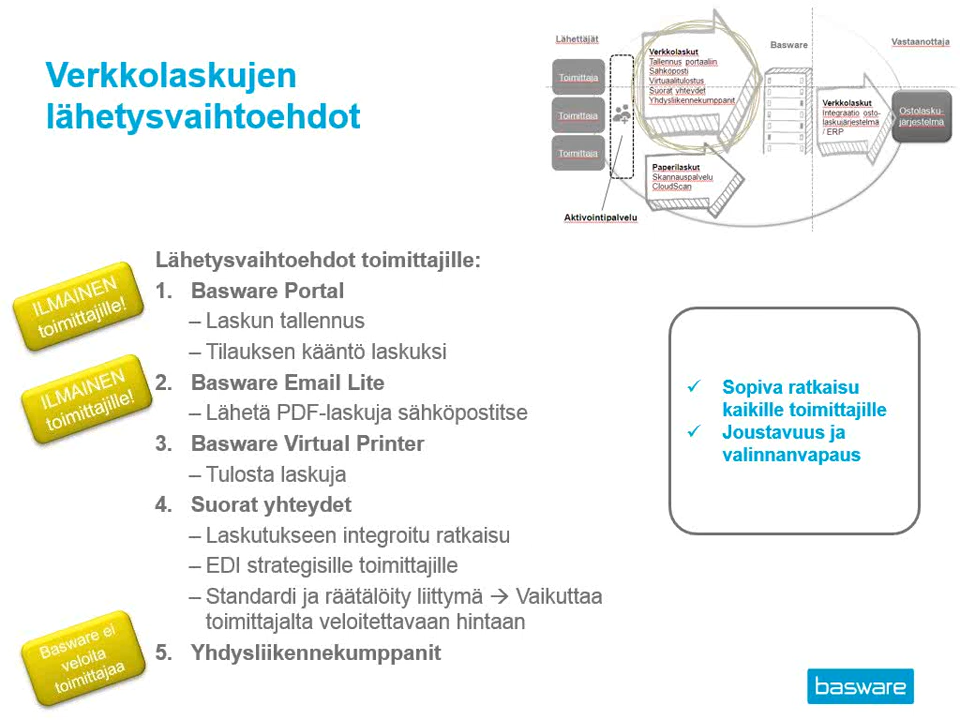 Verkkolaskujen
lähetysvaihtoehdot
Lähettäjät
Toimittaja
Toimittaja
Toimittaja
Aktivointipalvelu
Verkkolaskut
Tallennus portaaliin
Sähköposti
Virtuaalitulostus
Suorat yhteydet
Yhdysliikennekumppanit
Paperilaskut
Skannauspalvelu
CloudScan
Basware
Verkkolaskut
Integraatio osto-
laskujärjestelmä
/ ERP
Vastaanottaja
Ostolasku-
järjestelmä
Lähetysvaihtoehdot toimittajille:
ILMAINEN
toimittajille!
1. Basware Portal
– Laskun tallennus
– Tilauksen kääntö laskuksi
ILMAINEN
toimittajille!
2. Basware Email Lite
– Lähetä PDF-laskuja sähköpostitse
3. Basware Virtual Printer
– Tulosta laskuja
4. Suorat yhteydet
– Laskutukseen integroitu ratkaisu
– EDI strategisille toimittajille
– Standardi ja räätälöity liittymä → Vaikuttaa
toimittajalta veloitettavaan hintaan
Basware ei
veloita
toimittajaa
5. Yhdysliikennekumppanit
✓ Sopiva ratkaisu
kaikille toimittajille
✓ Joustavuus ja
valinnanvapaus
basware